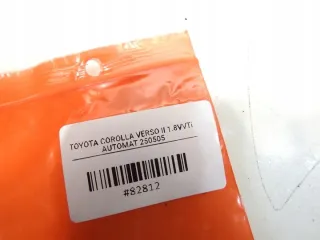 TOYOTA COROLLA VERSO II 1.8VVTi
AUTOMAT 250505
#82812